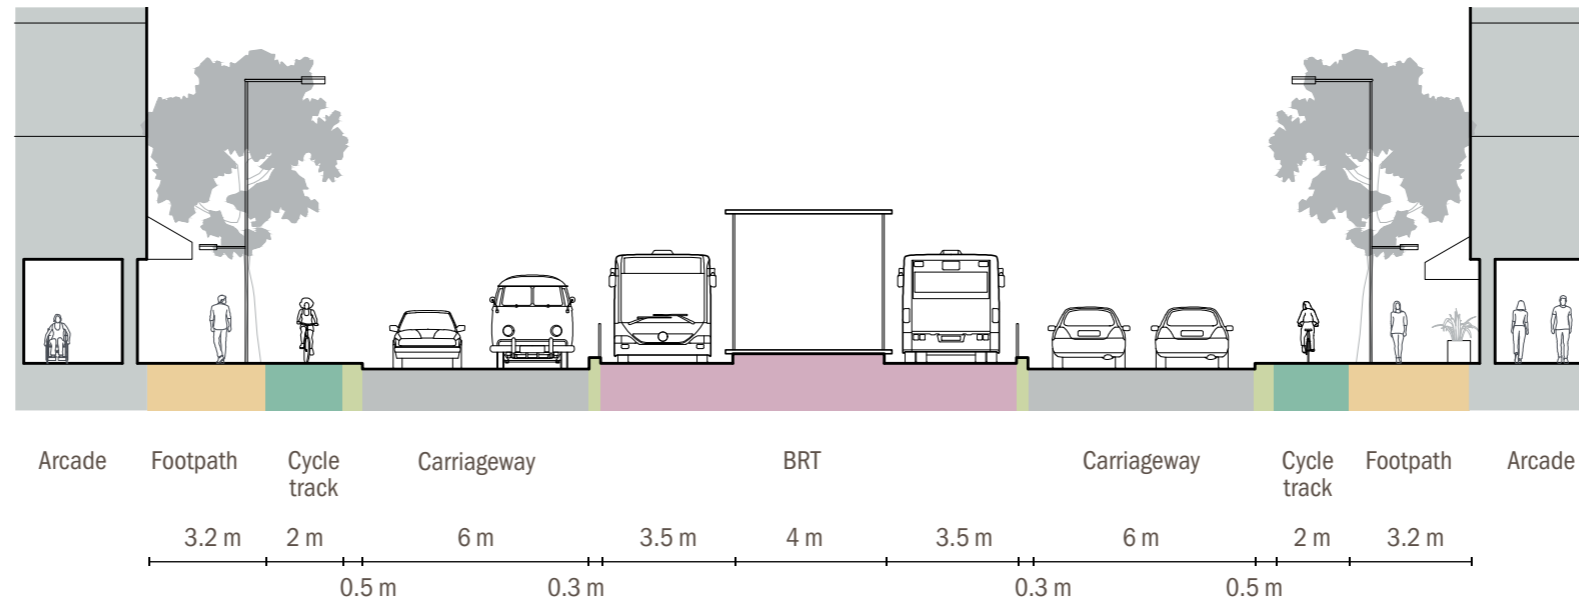 Arcade
Footpath
Cycle
track
Carriageway
BRT
Carriageway
Cycle
track
Footpath
Arcade
3.2 m
2 m
6 m
3.5 m
4 m
3.5 m
6 m
2 m
3.2 m
0.5 m
0.3 m
0.3 m
0.5 m